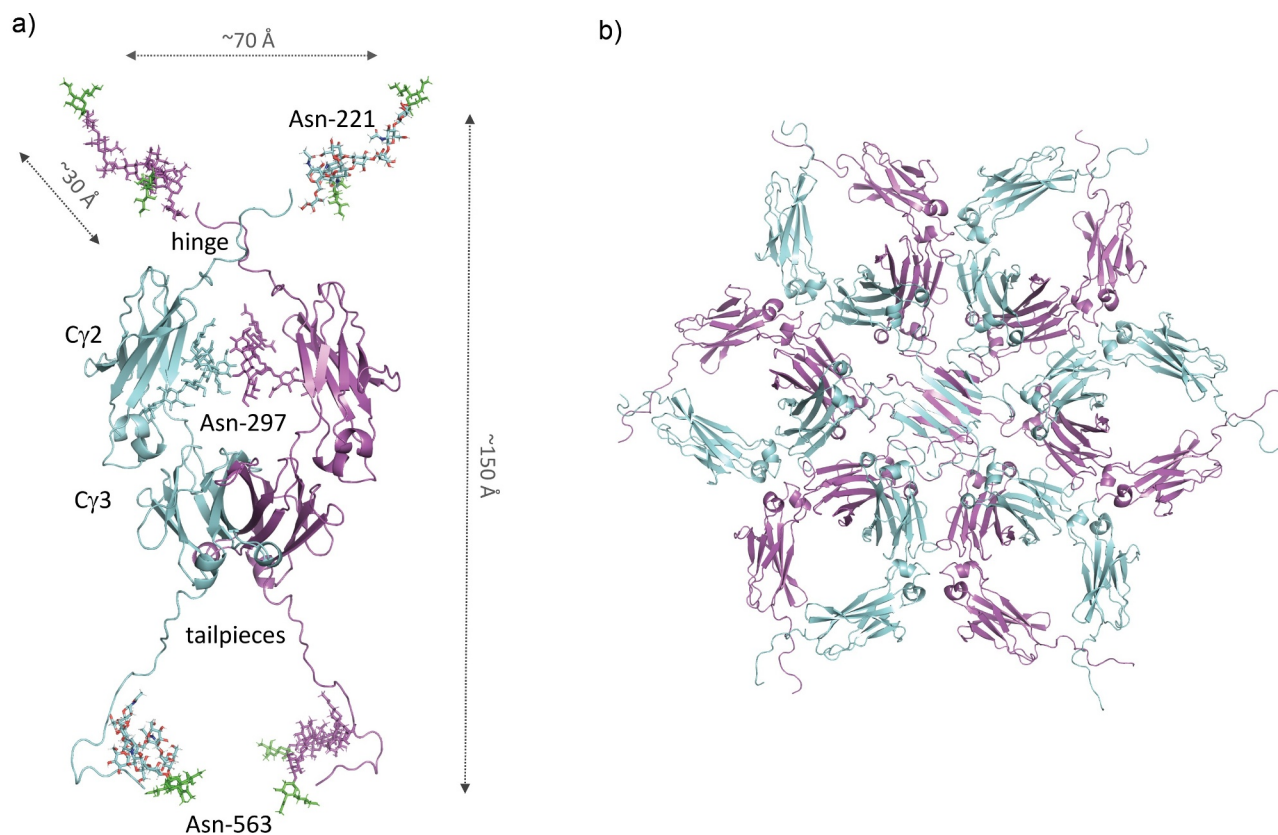 a)
~70 Å
b)
Asn-221
~30 Å
hinge
Cγ2
Asn-297
~150 Å
Cγ3
tailpieces
Asn-563